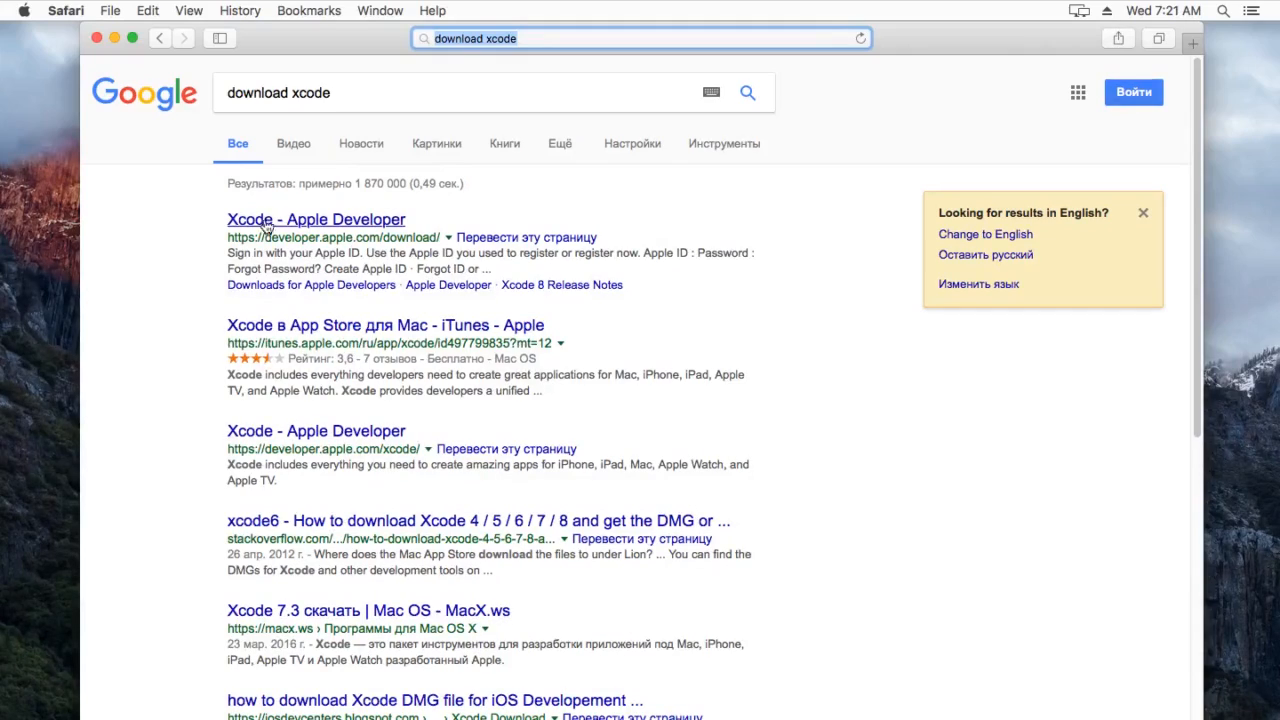 Safari File Edit View History Bookmarks Window Help Wed 7:21 AM
download xcode
Google download xcode Войти
Все Видео Новости Картинки Книги Ещё Настройки Инструменты
Результатов: примерно 1 870 000 (0,49 сек.)
Xcode - Apple Developer
https://developer.apple.com/download/ Перевести эту страницу
Sign in with your Apple ID. Use the Apple ID you used to register or register now. Apple ID : Password :
Forgot Password? Create Apple ID · Forgot ID or ...
Downloads for Apple Developers · Apple Developer · Xcode 8 Release Notes
Xcode в App Store для Mac - iTunes - Apple
https://itunes.apple.com/ru/app/xcode/id497799835?mt=12
Рейтинг: 3,6 - 7 отзывов - Бесплатно - Mac OS
Xcode includes everything developers need to create great applications for Mac, iPhone, iPad, Apple
TV, and Apple Watch. Xcode provides developers a unified ...
Xcode - Apple Developer
https://developer.apple.com/xcode/ Перевести эту страницу
Xcode includes everything you need to create amazing apps for iPhone, iPad, Mac, Apple Watch, and
Apple TV.
xcode6 - How to download Xcode 4 / 5 / 6 / 7 / 8 and get the DMG or ...
stackoverflow.com/.../how-to-download-xcode-4-5-6-7-8-a... Перевести эту страницу
26 апр. 2012 г. - Where does the Mac App Store download the files to under Lion? ... You can find the
DMGs for Xcode and other development tools on ...
Xcode 7.3 скачать | Mac OS - MacX.ws
https://macx.ws › Программы для Mac OS X
23 мар. 2016 г. - Xcode — это пакет инструментов для разработки приложений под Mac, iPhone,
iPad, Apple TV и Apple Watch разработанный Apple.
how to download Xcode DMG file for iOS Developement ...
https://iosdevcenters.blogspot.com › ... › Xcode Download Перевести эту страницу
Looking for results in English?
Change to English
Оставить русский
Изменить язык